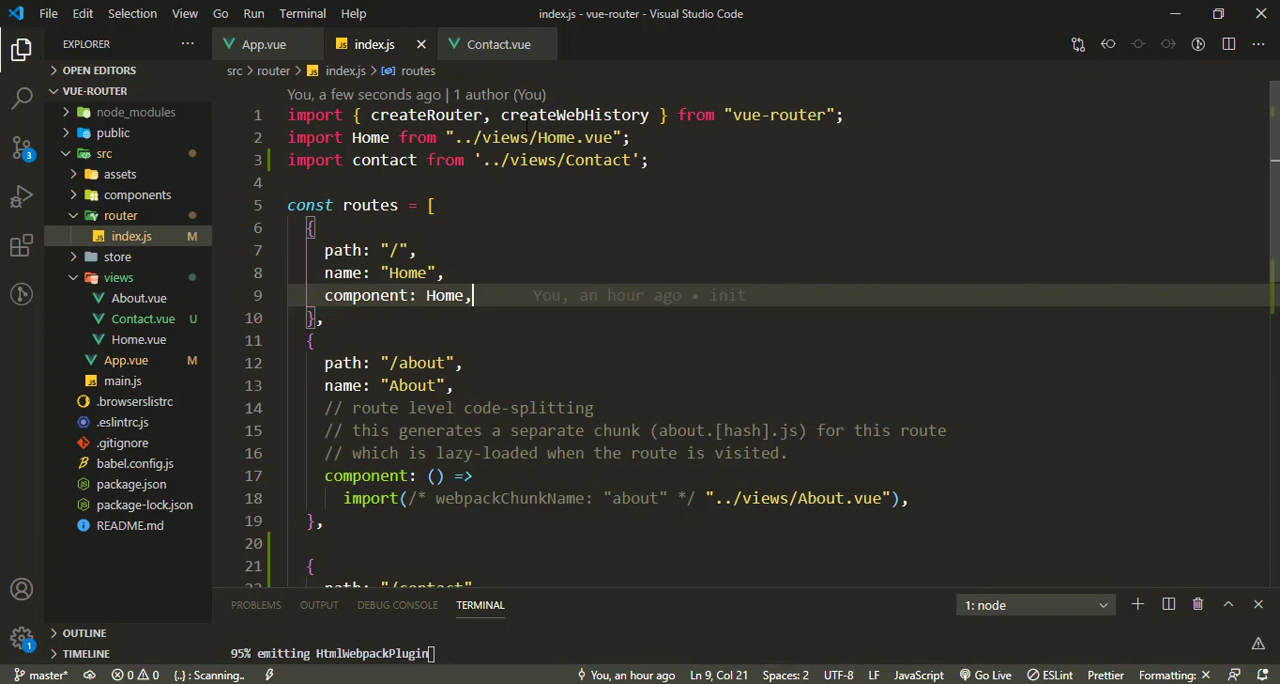 File Edit Selection View Go Run Terminal Help
index.js - vue-router - Visual Studio Code
EXPLORER
App.vue
index.js
Contact.vue
OPEN EDITORS
VUE-ROUTER
node_modules
public
src
assets
components
router
index.js M
store
views
About.vue
Contact.vue U
Home.vue
App.vue M
main.js
.browserslistrc
.eslintrc.js
.gitignore
babel.config.js
package.json
package-lock.json
README.md
OUTLINE
TIMELINE
3
1
src > router > index.js > routes
You, a few seconds ago | 1 author (You)
1 import { createRouter, createWebHistory } from "vue-router";
2 import Home from "../views/Home.vue";
3 import contact from '../views/Contact';
4
5 const routes = [
6 {
7 path: "/",
8 name: "Home",
9 component: Home, You, an hour ago • init
10 },
11 {
12 path: "/about",
13 name: "About",
14 // route level code-splitting
15 // this generates a separate chunk (about.[hash].js) for this route
16 // which is lazy-loaded when the route is visited.
17 component: () =>
18 import(/* webpackChunkName: "about" */ "../views/About.vue"),
19 },
20
21 {
22 path: "/contact"
PROBLEMS OUTPUT DEBUG CONSOLE TERMINAL
1: node
95% emitting HtmlWebpackPlugin
master* 0 0 {..} : Scanning.. You, an hour ago Ln 9, Col 21 Spaces: 2 UTF-8 LF JavaScript Go Live ESLint Prettier Formatting: ×